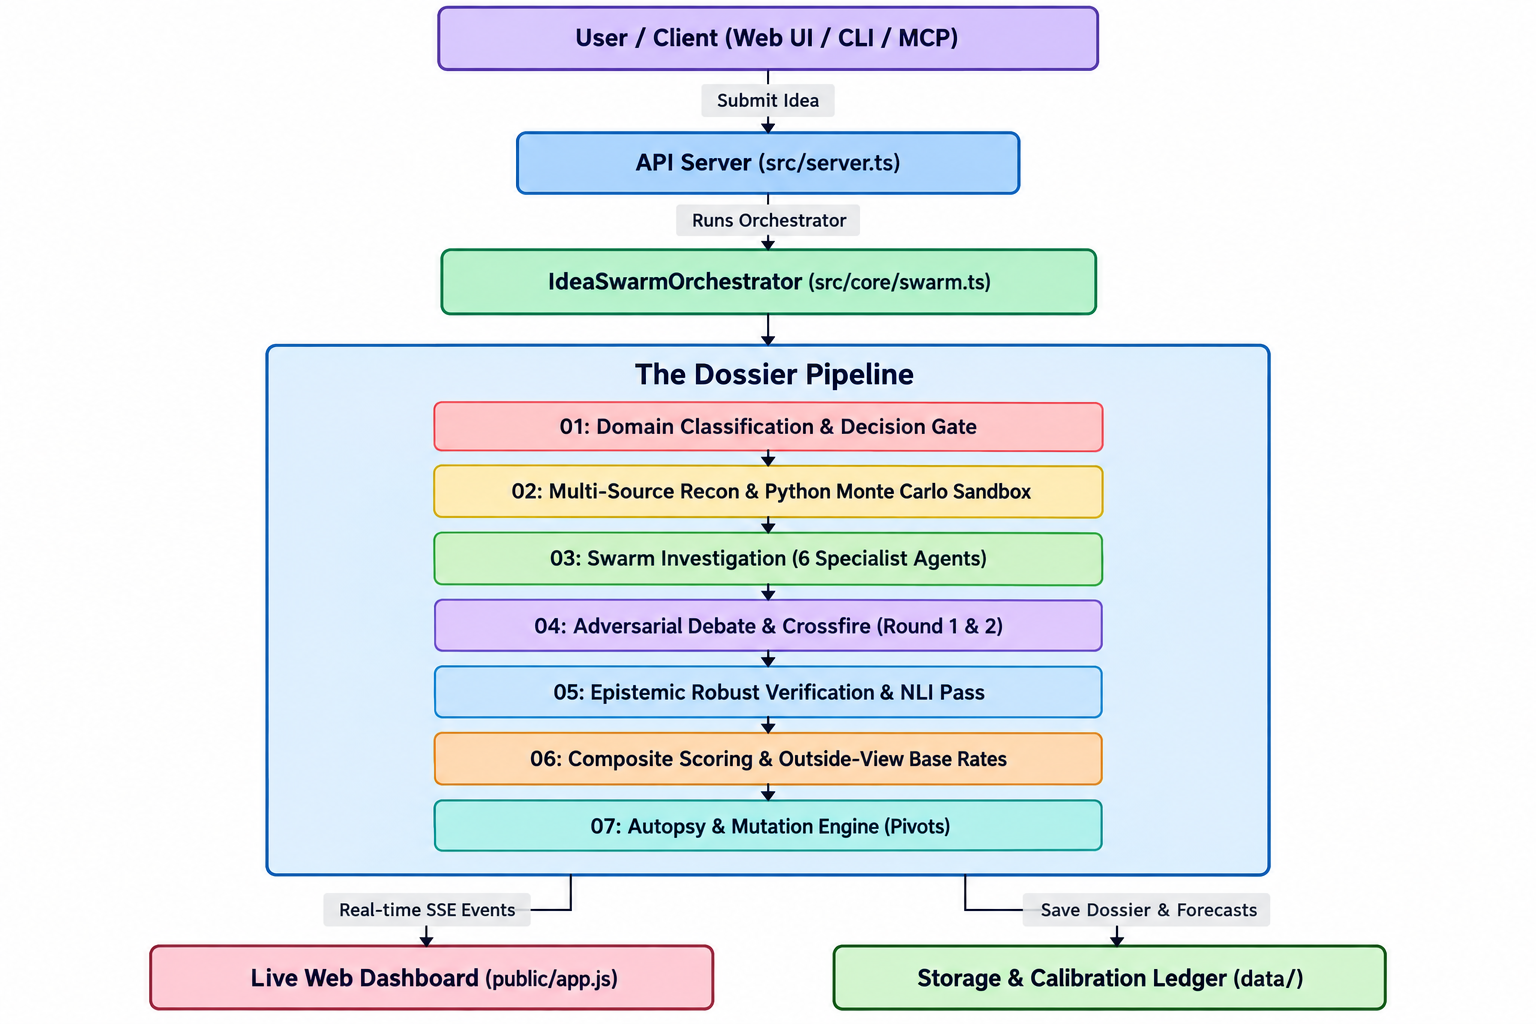 User / Client (Web UI / CLI / MCP)
Submit Idea
API Server (src/server.ts)
Runs Orchestrator
IdeaSwarmOrchestrator (src/core/swarm.ts)
The Dossier Pipeline
01: Domain Classification & Decision Gate
02: Multi-Source Recon & Python Monte Carlo Sandbox
03: Swarm Investigation (6 Specialist Agents)
04: Adversarial Debate & Crossfire (Round 1 & 2)
05: Epistemic Robust Verification & NLI Pass
06: Composite Scoring & Outside-View Base Rates
07: Autopsy & Mutation Engine (Pivots)
Real-time SSE Events
Save Dossier & Forecasts
Live Web Dashboard (public/app.js)
Storage & Calibration Ledger (data/)